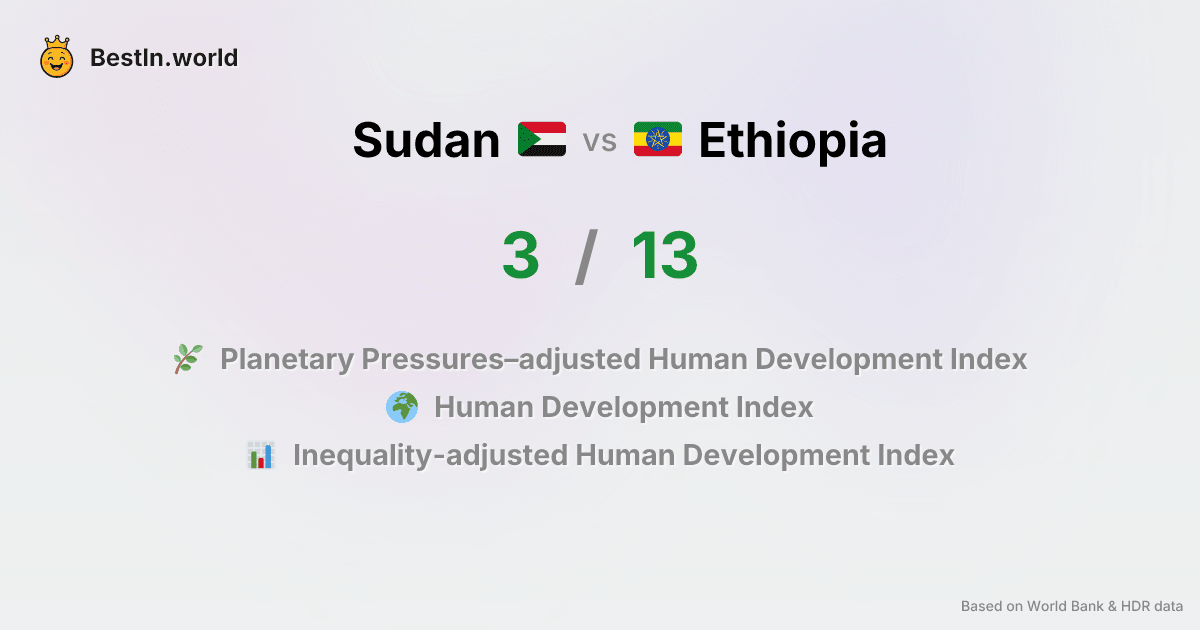 BestIn.world
Sudan vs Ethiopia
3 / 13
Planetary Pressures–adjusted Human Development Index
Human Development Index
Inequality-adjusted Human Development Index
Based on World Bank & HDR data